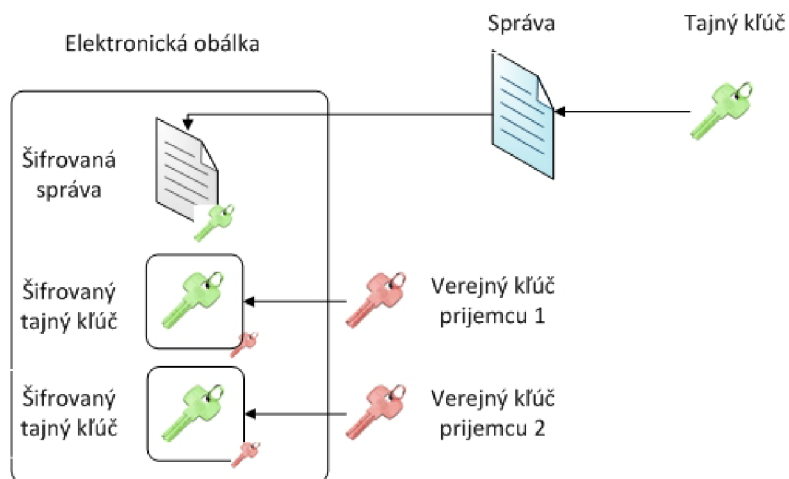 Správa
Tajný kľúč
Elektronická obálka
Šifrovaná
správa
Šifrovaný
tajný kľúč
Verejný kľúč
prijemcu 1
Šifrovaný
tajný kľúč
Verejný kľúč
prijemcu 2